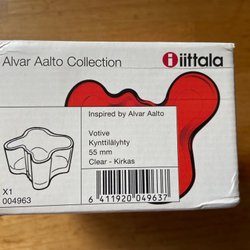 Alvar Aalto Collection
iittala
Inspired by Alvar Aalto
Votive
Kynttilälyhty
55 mm
Clear - Kirkas
X1
004963
6 411920 049637